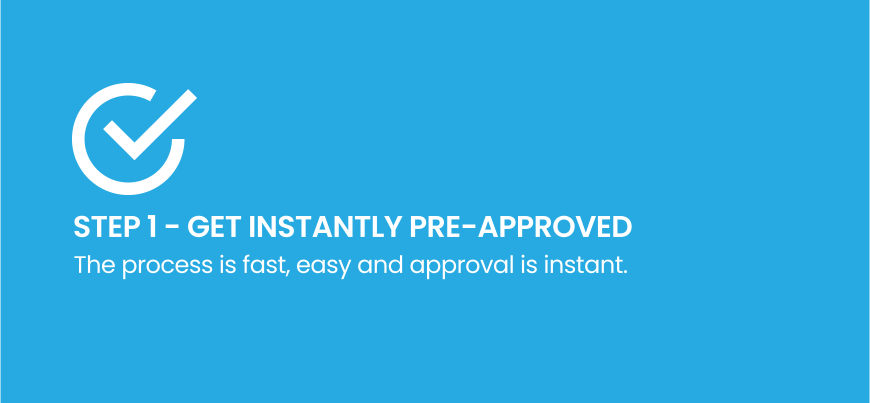 STEP 1 - GET INSTANTLY PRE-APPROVED
The process is fast, easy and approval is instant.